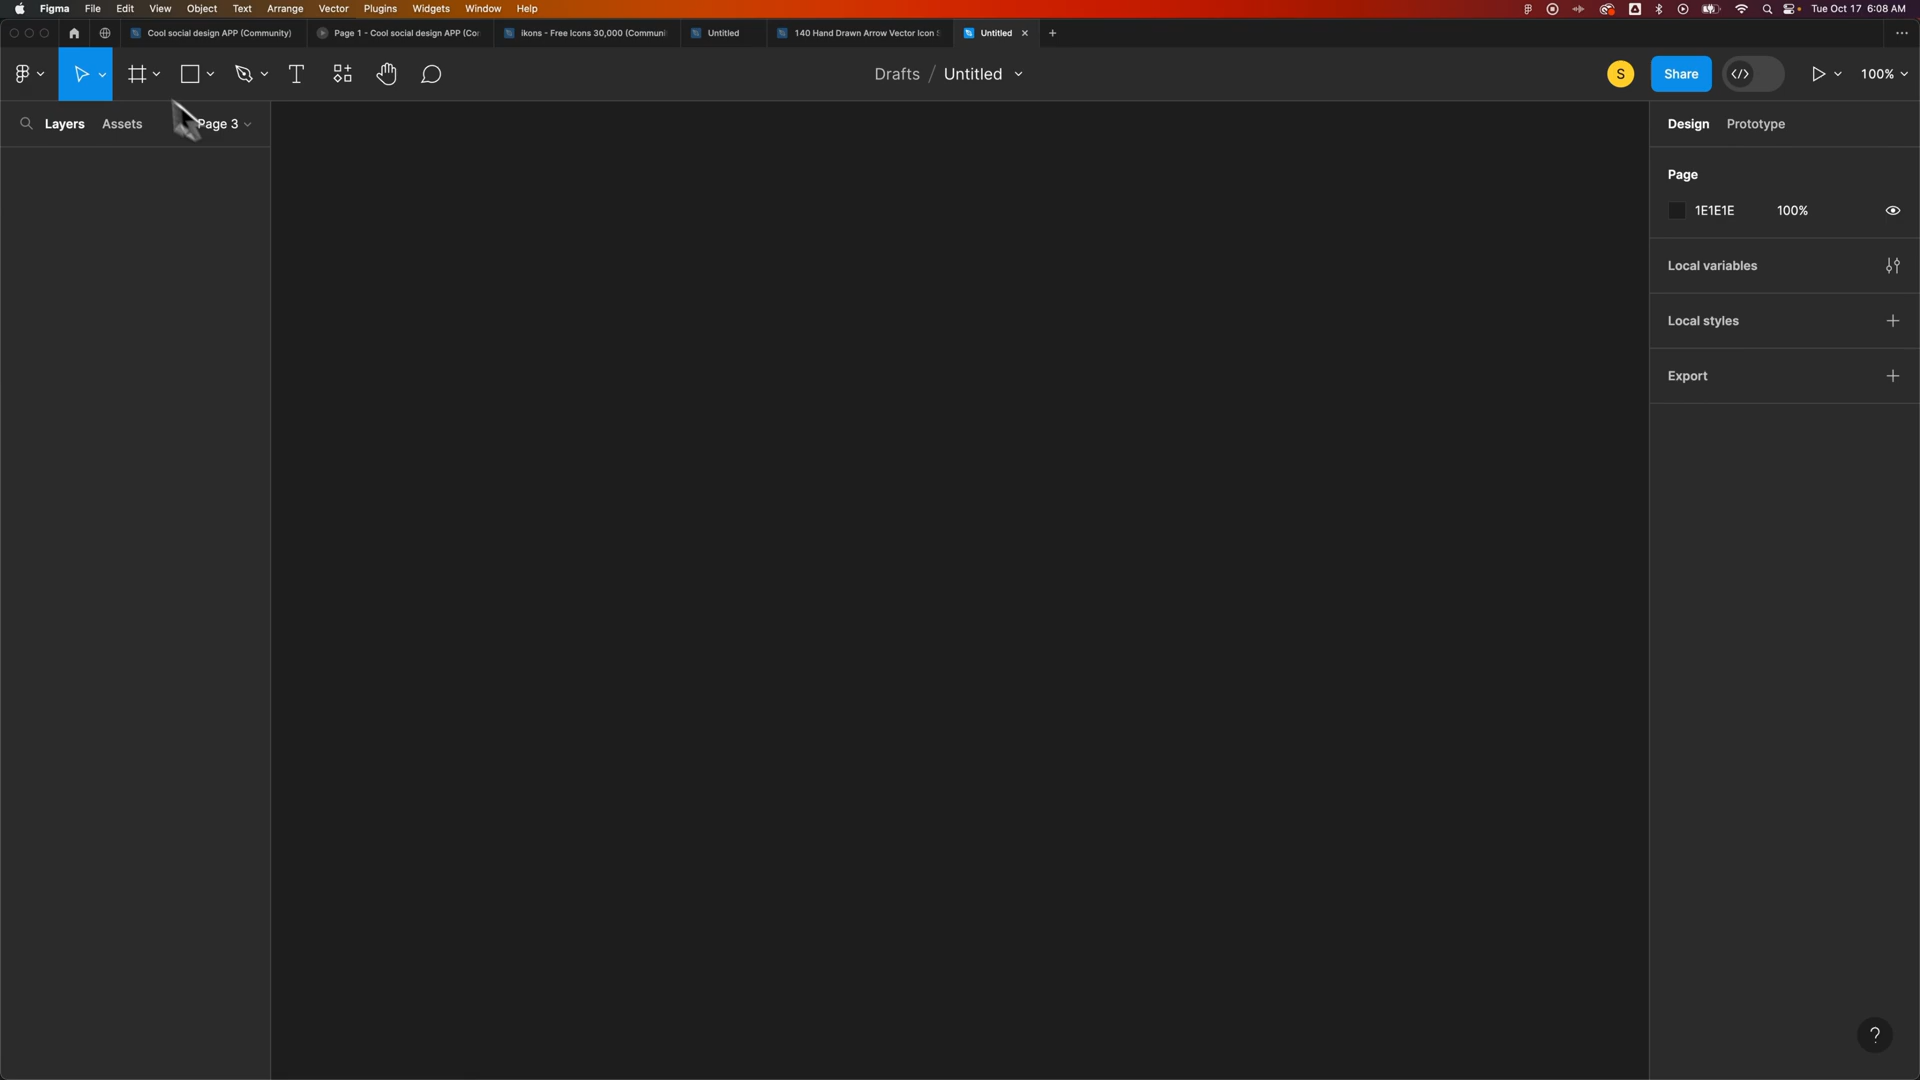 Figma File Edit View Object Text Arrange Vector Plugins Widgets Window Help Tue Oct 17 6:08 AM
Cool social design APP (Community) Page 1 - Cool social design APP (Co ikons - Free Icons 30,000 (Commun Untitled 140 Hand Drawn Arrow Vector Icon Untitled
Drafts / Untitled S Share 100%
Layers Assets Page 3 Design Prototype
Page
1E1E1E 100%
Local variables
Local styles
Export
?